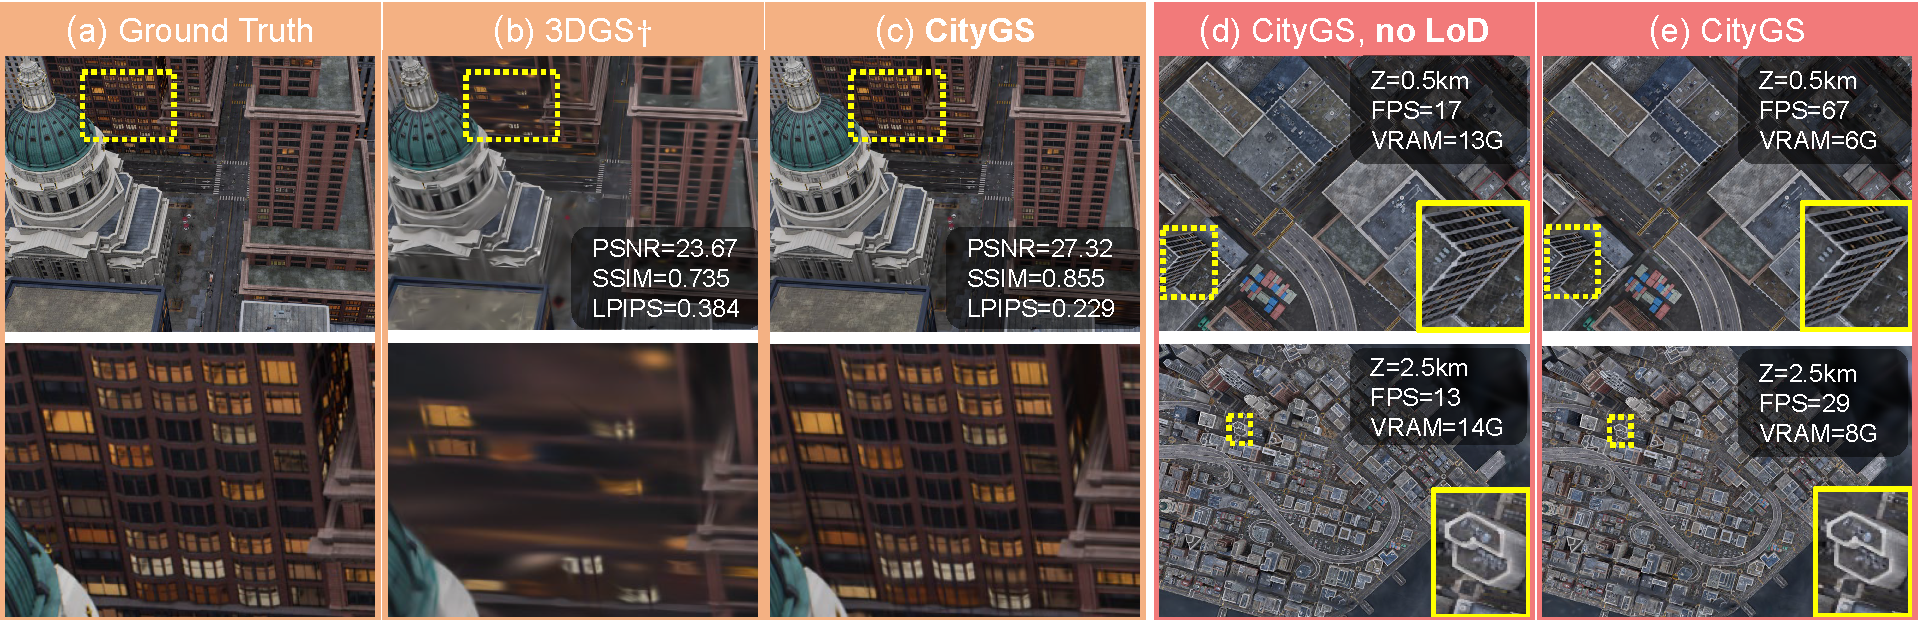 (a) Ground Truth
(b) 3DGS†
(c) CityGS
(d) CityGS, no LoD
(e) CityGS
PSNR=23.67
SSIM=0.735
LPIPS=0.384
PSNR=27.32
SSIM=0.855
LPIPS=0.229
Z=0.5km
FPS=17
VRAM=13G
Z=0.5km
FPS=67
VRAM=6G
Z=2.5km
FPS=13
VRAM=14G
Z=2.5km
FPS=29
VRAM=8G